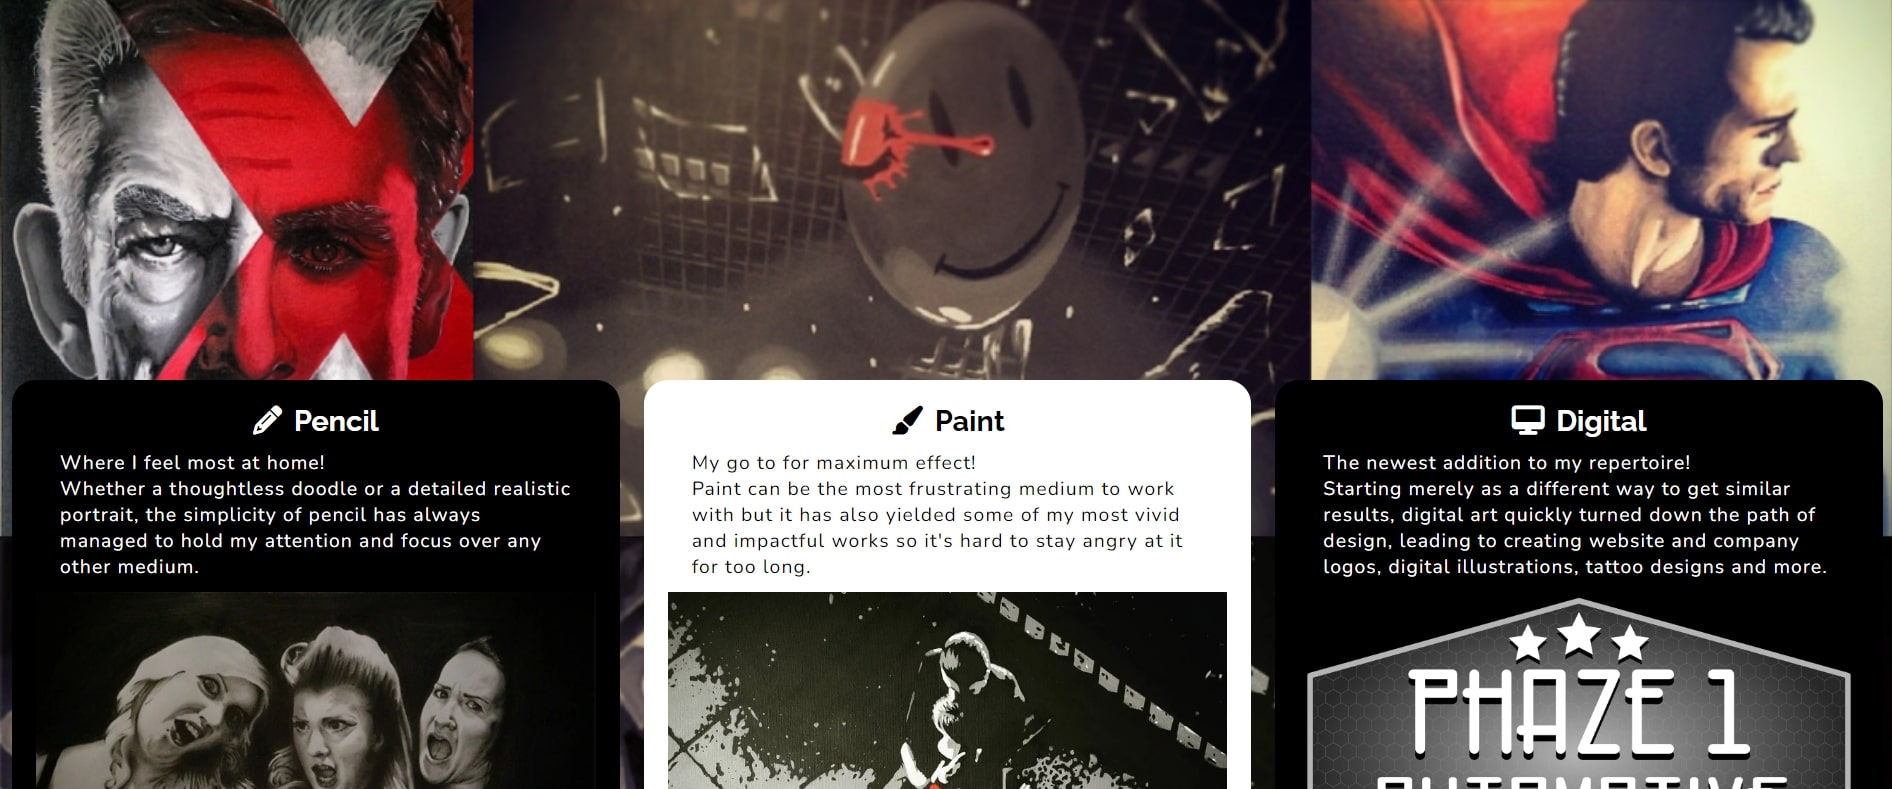 Pencil
Where I feel most at home!
Whether a thoughtless doodle or a detailed realistic
portrait, the simplicity of pencil has always
managed to hold my attention and focus over any
other medium.
Paint
My go to for maximum effect!
Paint can be the most frustrating medium to work
with but it has also yielded some of my most vivid
and impactful works so it's hard to stay angry at it
for too long.
Digital
The newest addition to my repertoire!
Starting merely as a different way to get similar
results, digital art quickly turned down the path of
design, leading to creating website and company
logos, digital illustrations, tattoo designs and more.
PHAZE 1
AUTOMOTIVE